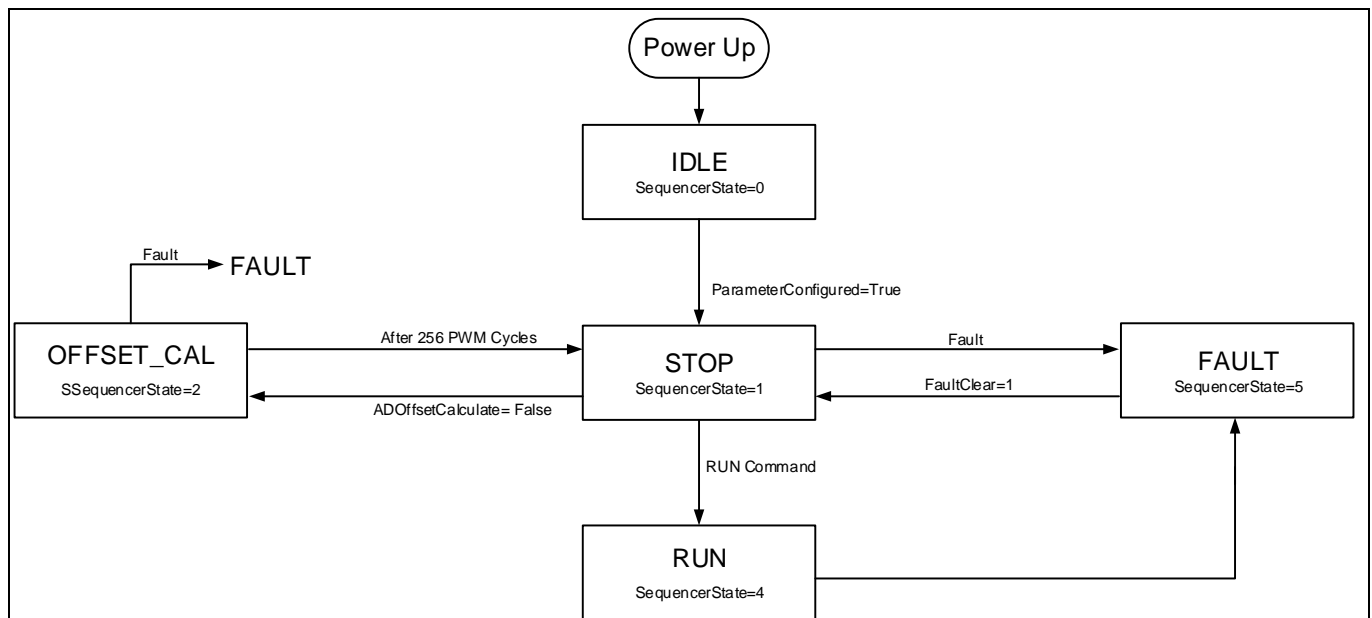 Power Up
IDLE
SequencerState=0
Fault
FAULT
ParameterConfigured=True
OFFSET_CAL
SSequencerState=2
After 256 PWM Cycles
ADOffsetCalculate= False
STOP
SequencerState=1
Fault
FaultClear=1
FAULT
SequencerState=5
RUN Command
RUN
SequencerState=4